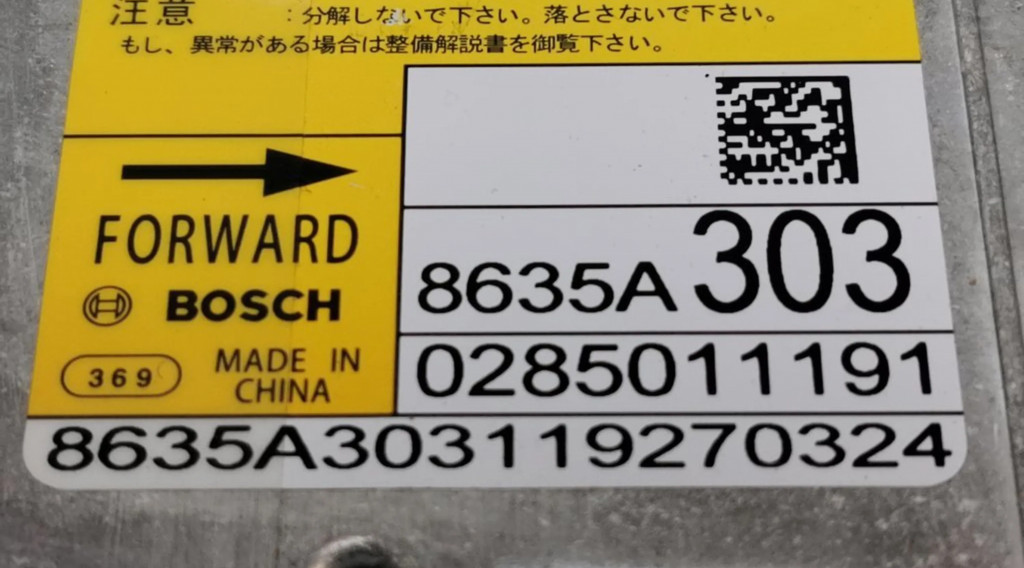 注意 :分解しないで下さい。落とさないで下さい。
もし、異常がある場合は整備解説書を御覧下さい。
FORWARD
BOSCH
369
MADE IN
CHINA
8635A303
0285011191
8635A303119270324